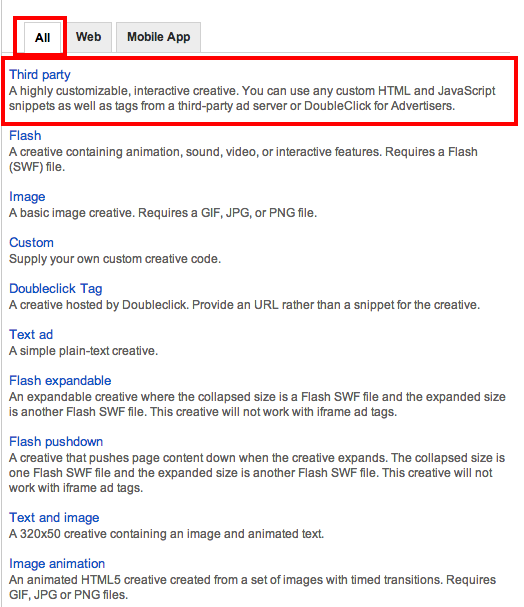 All Web Mobile App
Third party
A highly customizable, interactive creative. You can use any custom HTML and JavaScript
snippets as well as tags from a third-party ad server or DoubleClick for Advertisers.
Flash
A creative containing animation, sound, video, or interactive features. Requires a Flash
(SWF) file.
Image
A basic image creative. Requires a GIF, JPG, or PNG file.
Custom
Supply your own custom creative code.
Doubleclick Tag
A creative hosted by Doubleclick. Provide an URL rather than a snippet for the creative.
Text ad
A simple plain-text creative.
Flash expandable
An expandable creative where the collapsed size is a Flash SWF file and the expanded size
is another Flash SWF file. This creative will not work with iframe ad tags.
Flash pushdown
A creative that pushes page content down when the creative expands. The collapsed size is
one Flash SWF file and the expanded size is another Flash SWF file. This creative will not
work with iframe ad tags.
Text and image
A 320x50 creative containing an image and animated text.
Image animation
An animated HTML5 creative created from a set of images with timed transitions. Requires
GIF, JPG or PNG files.